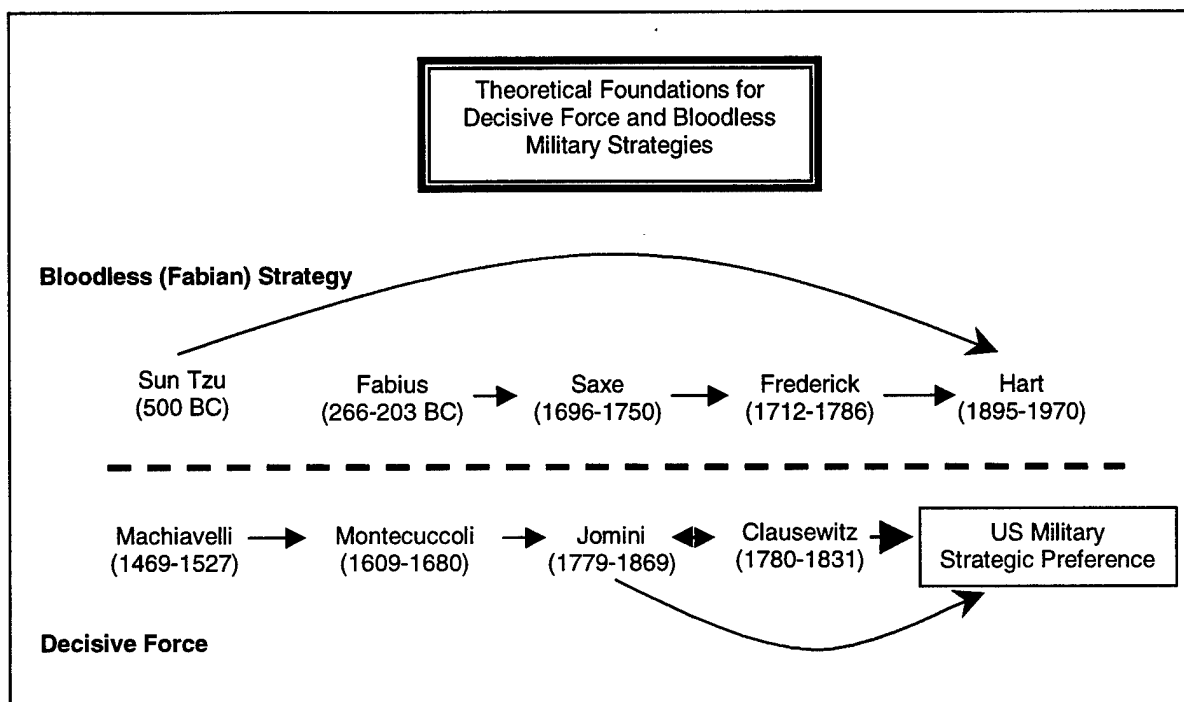 Theoretical Foundations for
Decisive Force and Bloodless
Military Strategies
Bloodless (Fabian) Strategy
Sun Tzu
(500 BC)
Fabius
(266-203 BC)
Saxe
(1696-1750)
Frederick
(1712-1786)
Hart
(1895-1970)
Machiavelli
(1469-1527)
Montecuccoli
(1609-1680)
Jomini
(1779-1869)
Clausewitz
(1780-1831)
US Military
Strategic Preference
Decisive Force